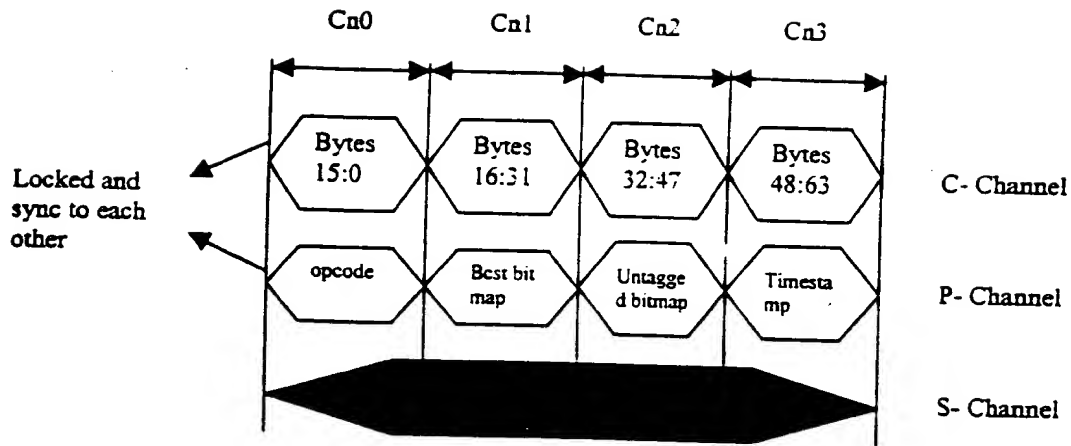 Cn0 Cn1 Cn2 Cn3
Bytes
15:0
Bytes
16:31
Bytes
32:47
Bytes
48:63
C- Channel
Locked and
sync to each
other
opcode
Bcst bit
map
Untagge
d bitmap
Timesta
mp
P- Channel
S- Channel